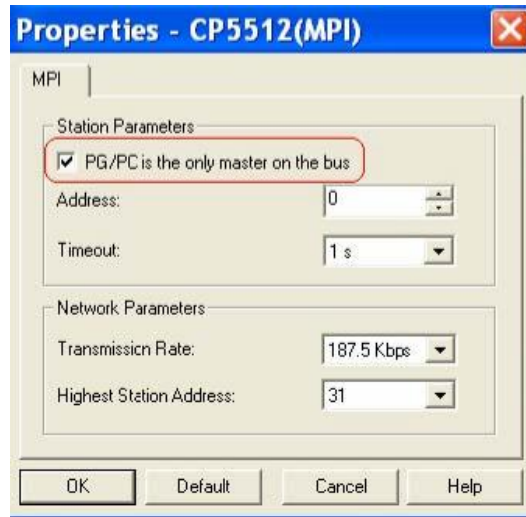 Properties - CP5512(MPI)
MPI
Station Parameters
PG/PC is the only master on the bus
Address:
0
Timeout:
1 s
Network Parameters
Transmission Rate:
187.5 Kbps
Highest Station Address:
31
OK
Default
Cancel
Help